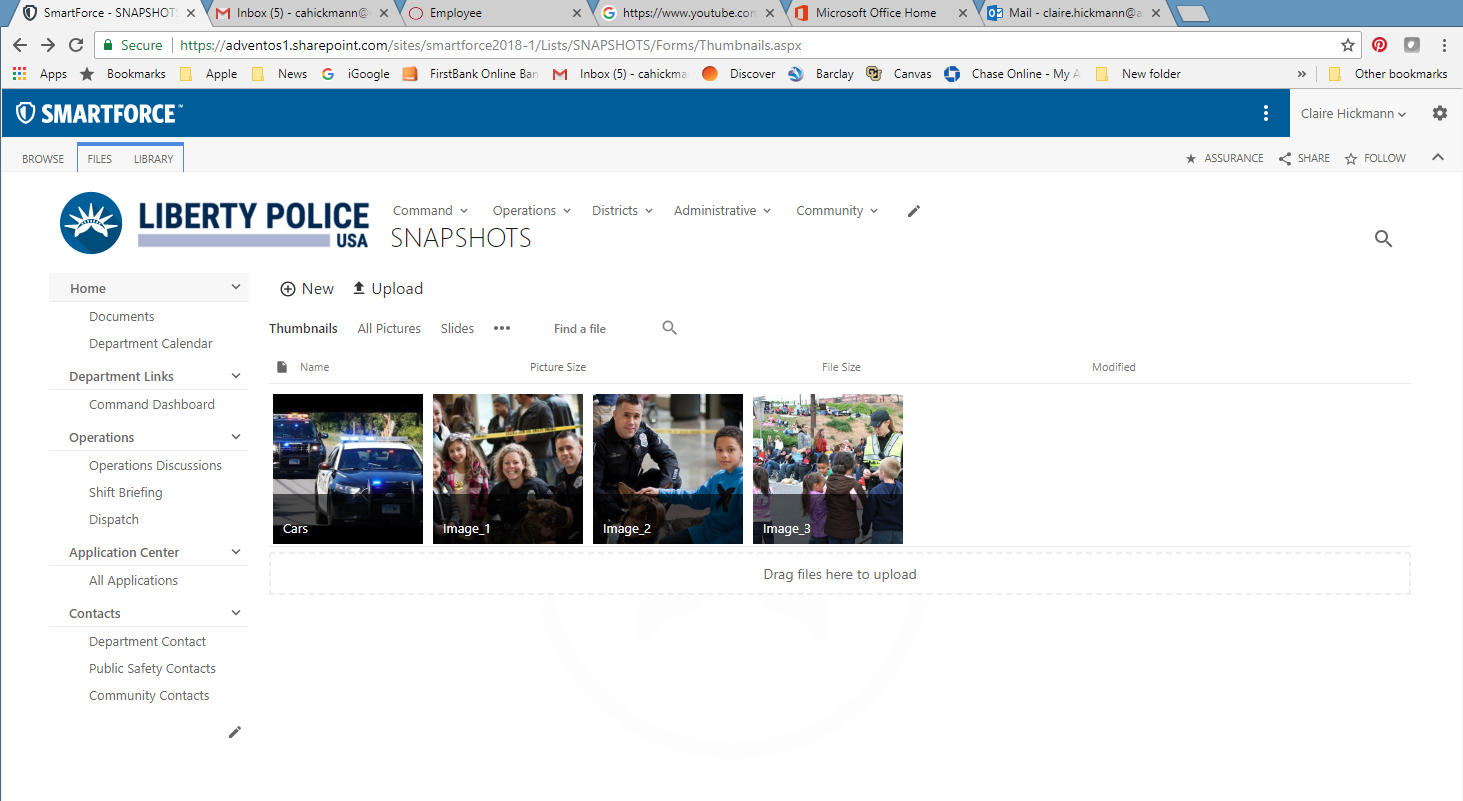 SmartForce - SNAPSHOTS
Inbox (5) - cahickmann@
Employee
https://www.youtube.com
Microsoft Office Home
Mail - claire.hickmann@a
Secure
https://adventos1.sharepoint.com/sites/smartforce2018-1/Lists/SNAPSHOTS/Forms/Thumbnails.aspx
Apps
Bookmarks
Apple
News
iGoogle
FirstBank Online Ban
Inbox (5) - cahickma
Discover
Barclay
Canvas
Chase Online - My A
New folder
»
Other bookmarks
SMARTFORCE™
Claire Hickmann
BROWSE
FILES
LIBRARY
ASSURANCE
SHARE
FOLLOW
LIBERTY POLICE
USA
Command
Operations
Districts
Administrative
Community
SNAPSHOTS
Home
Documents
Department Calendar
Department Links
Command Dashboard
Operations
Operations Discussions
Shift Briefing
Dispatch
Application Center
All Applications
Contacts
Department Contact
Public Safety Contacts
Community Contacts
New
Upload
Thumbnails
All Pictures
Slides
•••
Find a file
Name
Picture Size
File Size
Modified
Cars
Image_1
Image_2
Image_3
Drag files here to upload